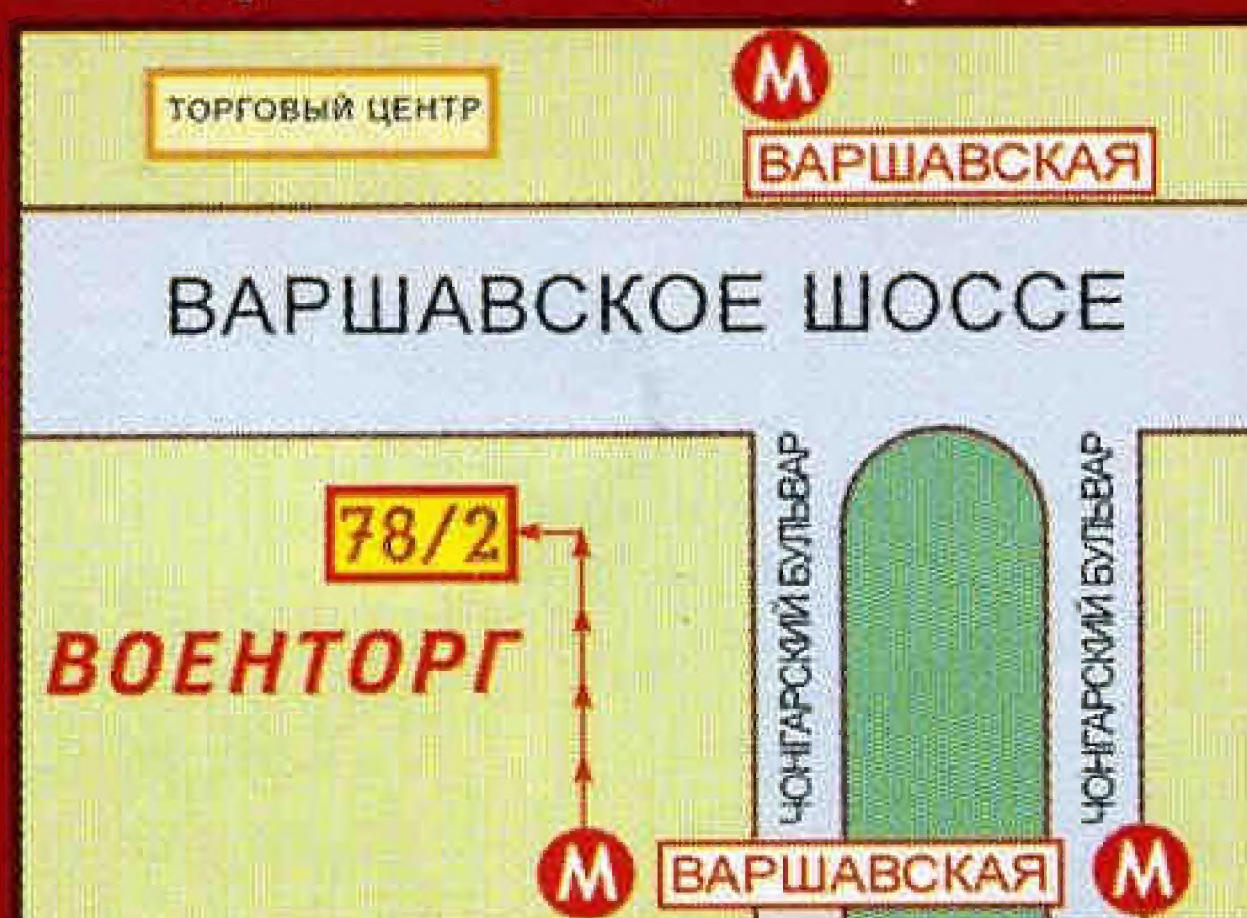 М
ТОРГОВЫЙ ЦЕНТР
ВАРШАВСКАЯ
ВАРШАВСКОЕ ШОССЕ
78/2
ВОЕНТОРГ
ЧОНГАРСКИЙ БУЛЬВАР
ЧОНГАРСКИЙ БУЛЬВАР
М ВАРШАВСКАЯ М